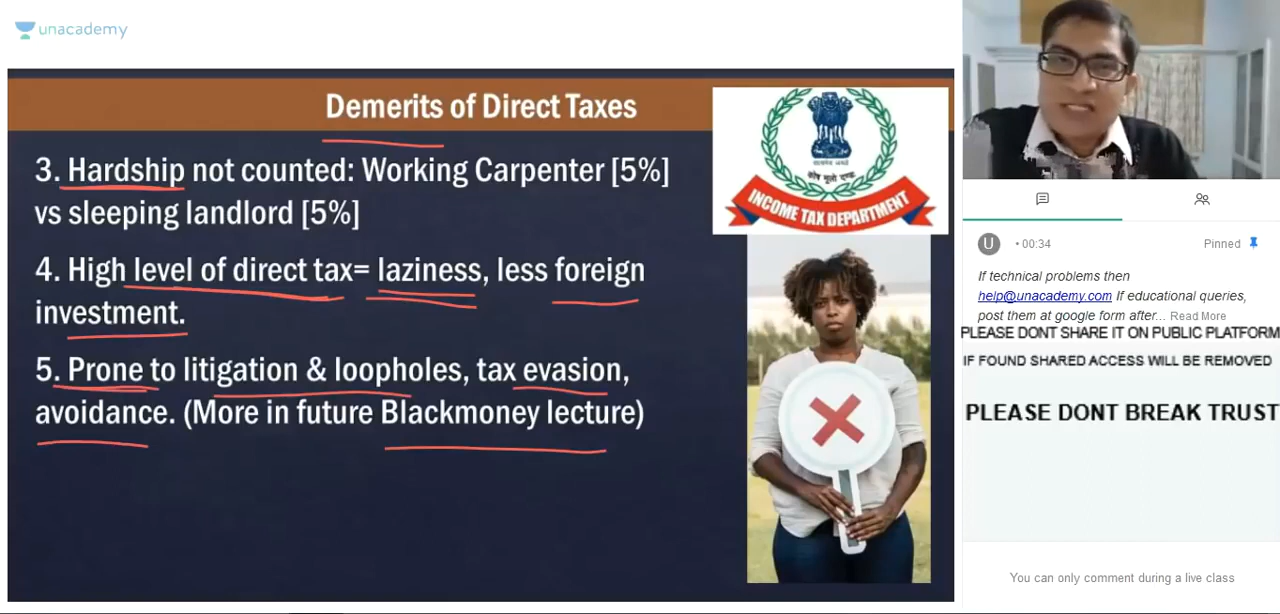 unacademy
Demerits of Direct Taxes
3. Hardship not counted: Working Carpenter [5%]
vs sleeping landlord [5%]
4. High level of direct tax= laziness, less foreign
investment.
5. Prone to litigation & loopholes, tax evasion,
avoidance. (More in future Blackmoney lecture)
सत्यमेव जयते
कोष मूलो दण्डः
INCOME TAX DEPARTMENT
U • 00:34 Pinned
If technical problems then
help@unacademy.com If educational queries,
post them at google form after... Read More
PLEASE DONT SHARE IT ON PUBLIC PLATFORM
IF FOUND SHARED ACCESS WILL BE REMOVED
PLEASE DONT BREAK TRUST
You can only comment during a live class